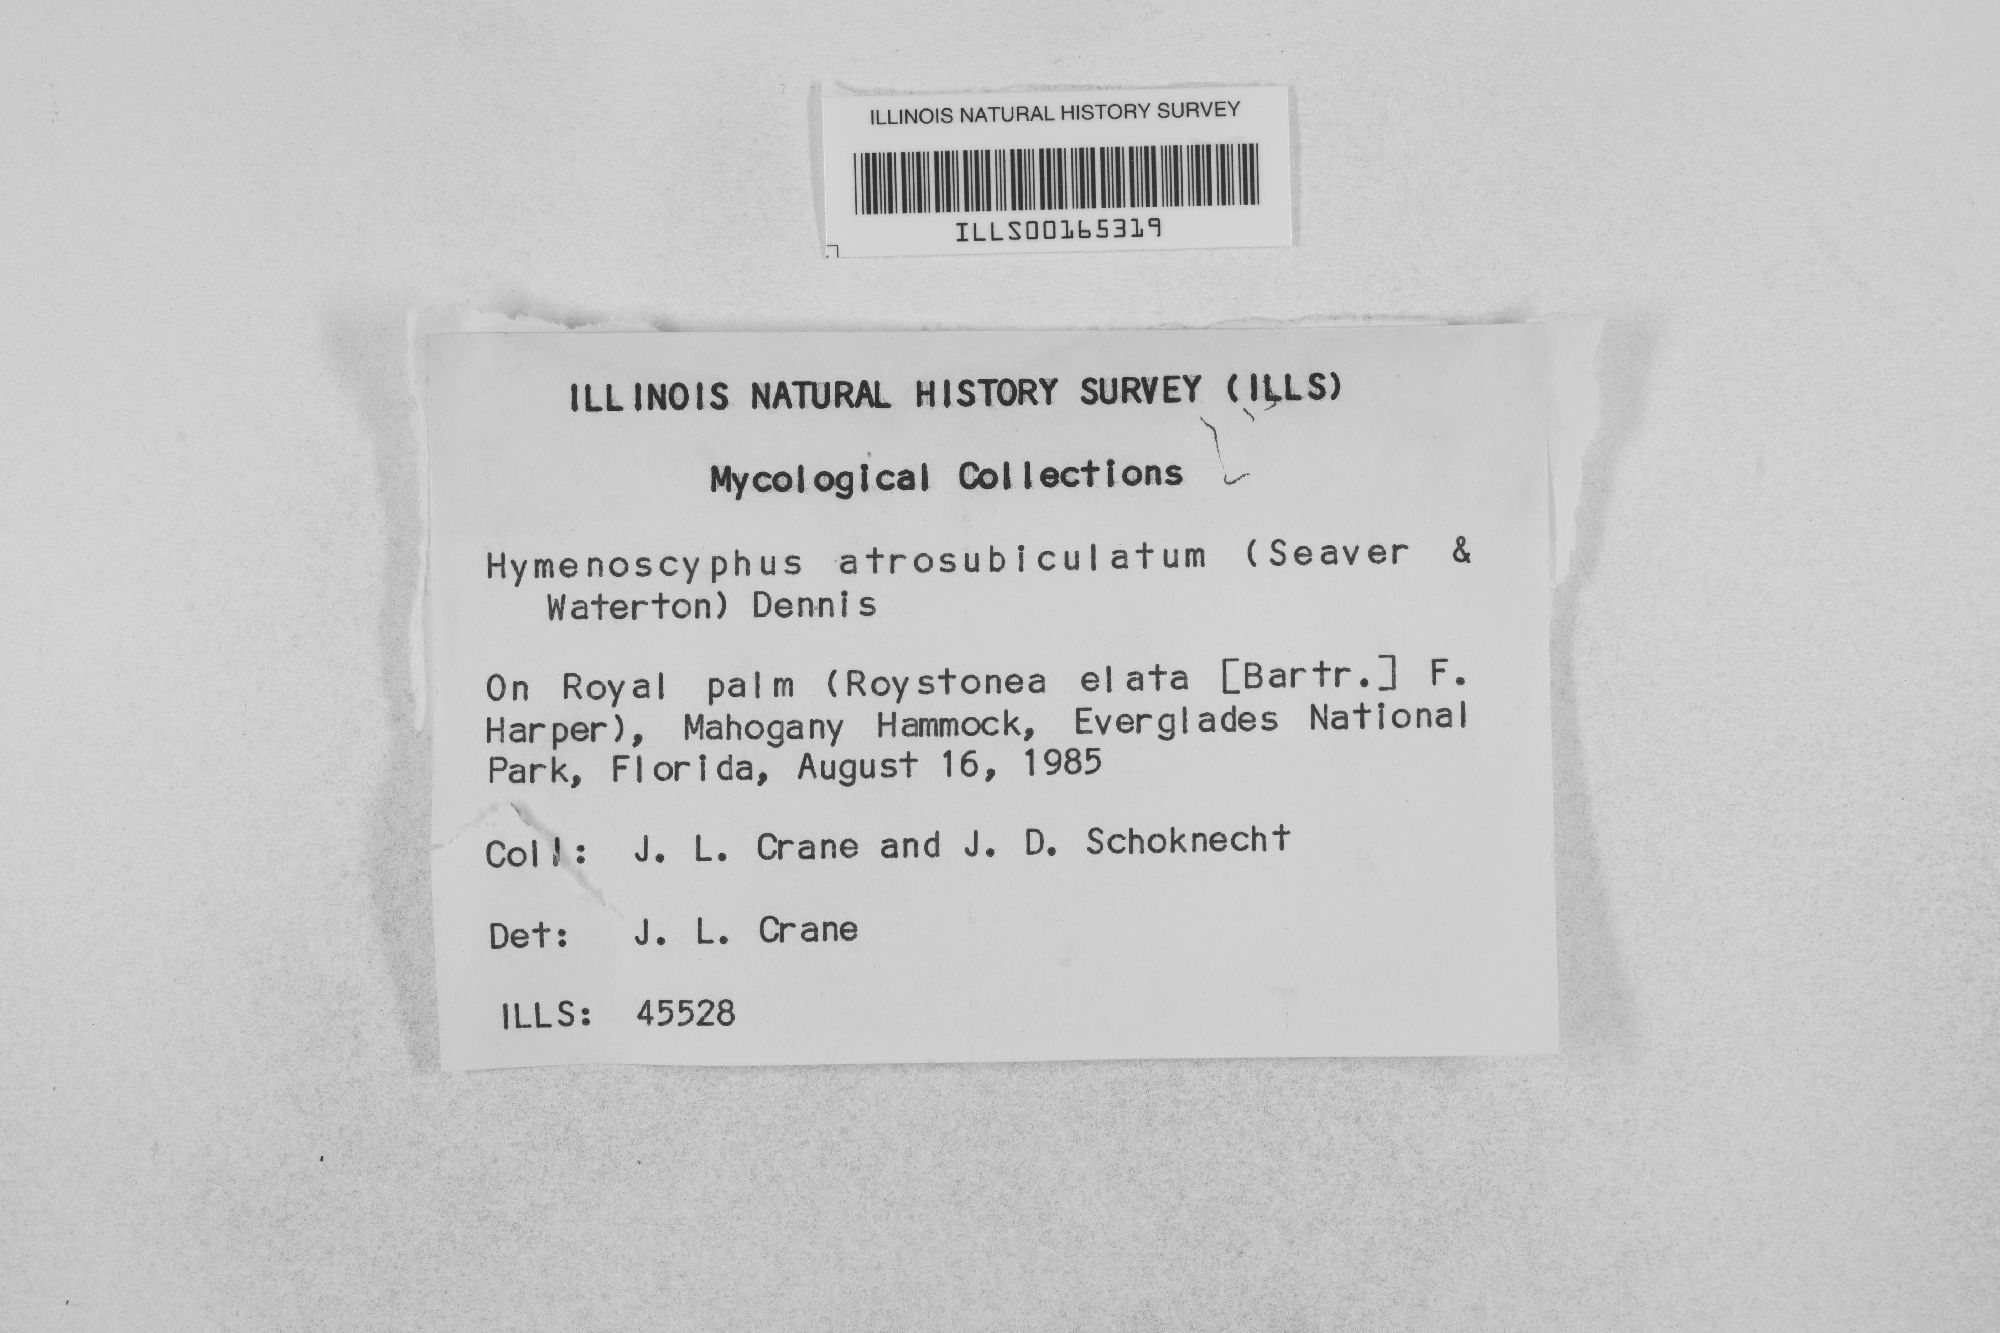 ILLINOIS NATURAL HISTORY SURVEY
ILLS00165319
ILLINOIS NATURAL HISTORY SURVEY (ILLS)
Mycological Collections
Hymenoscyphus atrosubiculatum (Seaver &
Waterton) Dennis
On Royal palm (Roystonea elata [Bartr.] F.
Harper), Mahogany Hammock, Everglades National
Park, Florida, August 16, 1985
Coll: J. L. Crane and J. D. Schoknecht
Det: J. L. Crane
ILLS: 45528